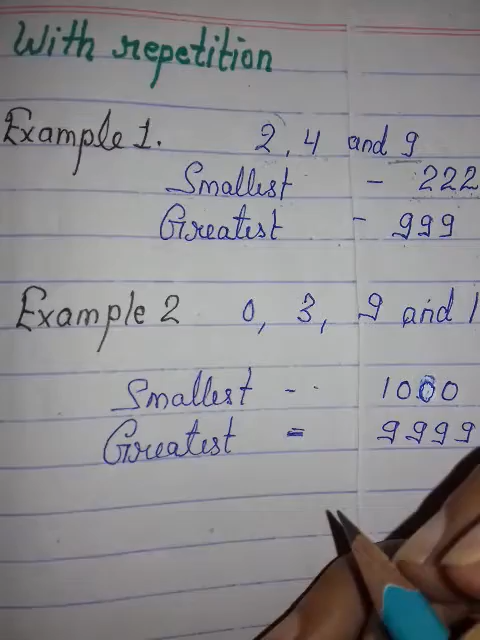 With repetition
Example 1. 2, 4 and 9
Smallest - 222
Greatest - 999
Example 2 0, 3, 9 and 1
Smallest - 1000
Greatest = 9999